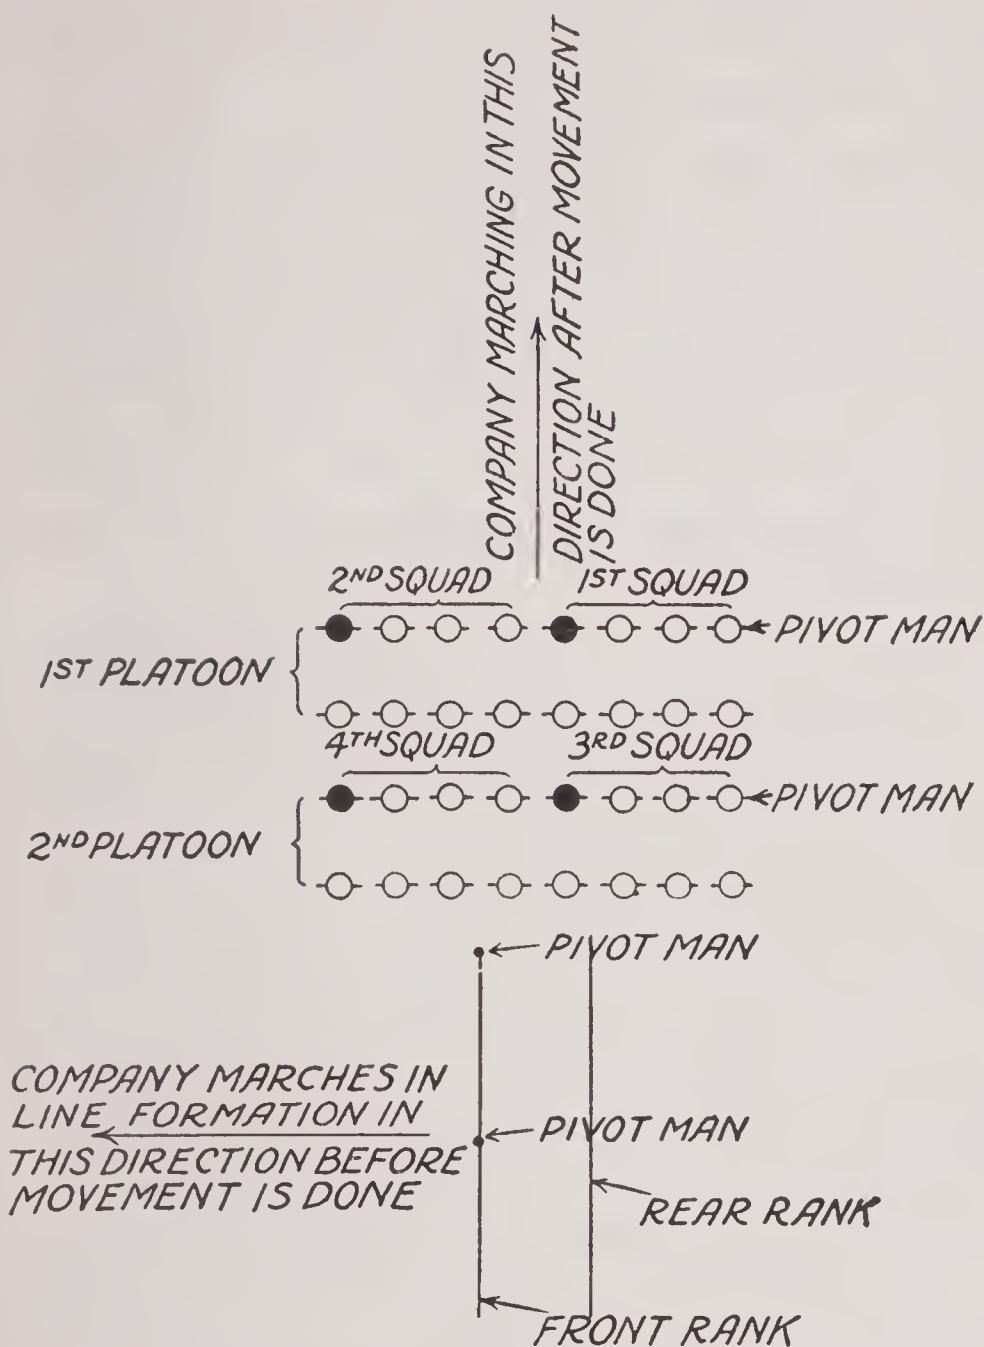 COMPANY MARCHING IN THIS
DIRECTION AFTER MOVEMENT
IS DONE
2ND SQUAD
1ST SQUAD
PIVOT MAN
1ST PLATOON
4TH SQUAD
3RD SQUAD
PIVOT MAN
2ND PLATOON
PIVOT MAN
COMPANY MARCHES IN
LINE FORMATION IN
THIS DIRECTION BEFORE
MOVEMENT IS DONE
PIVOT MAN
REAR RANK
FRONT RANK